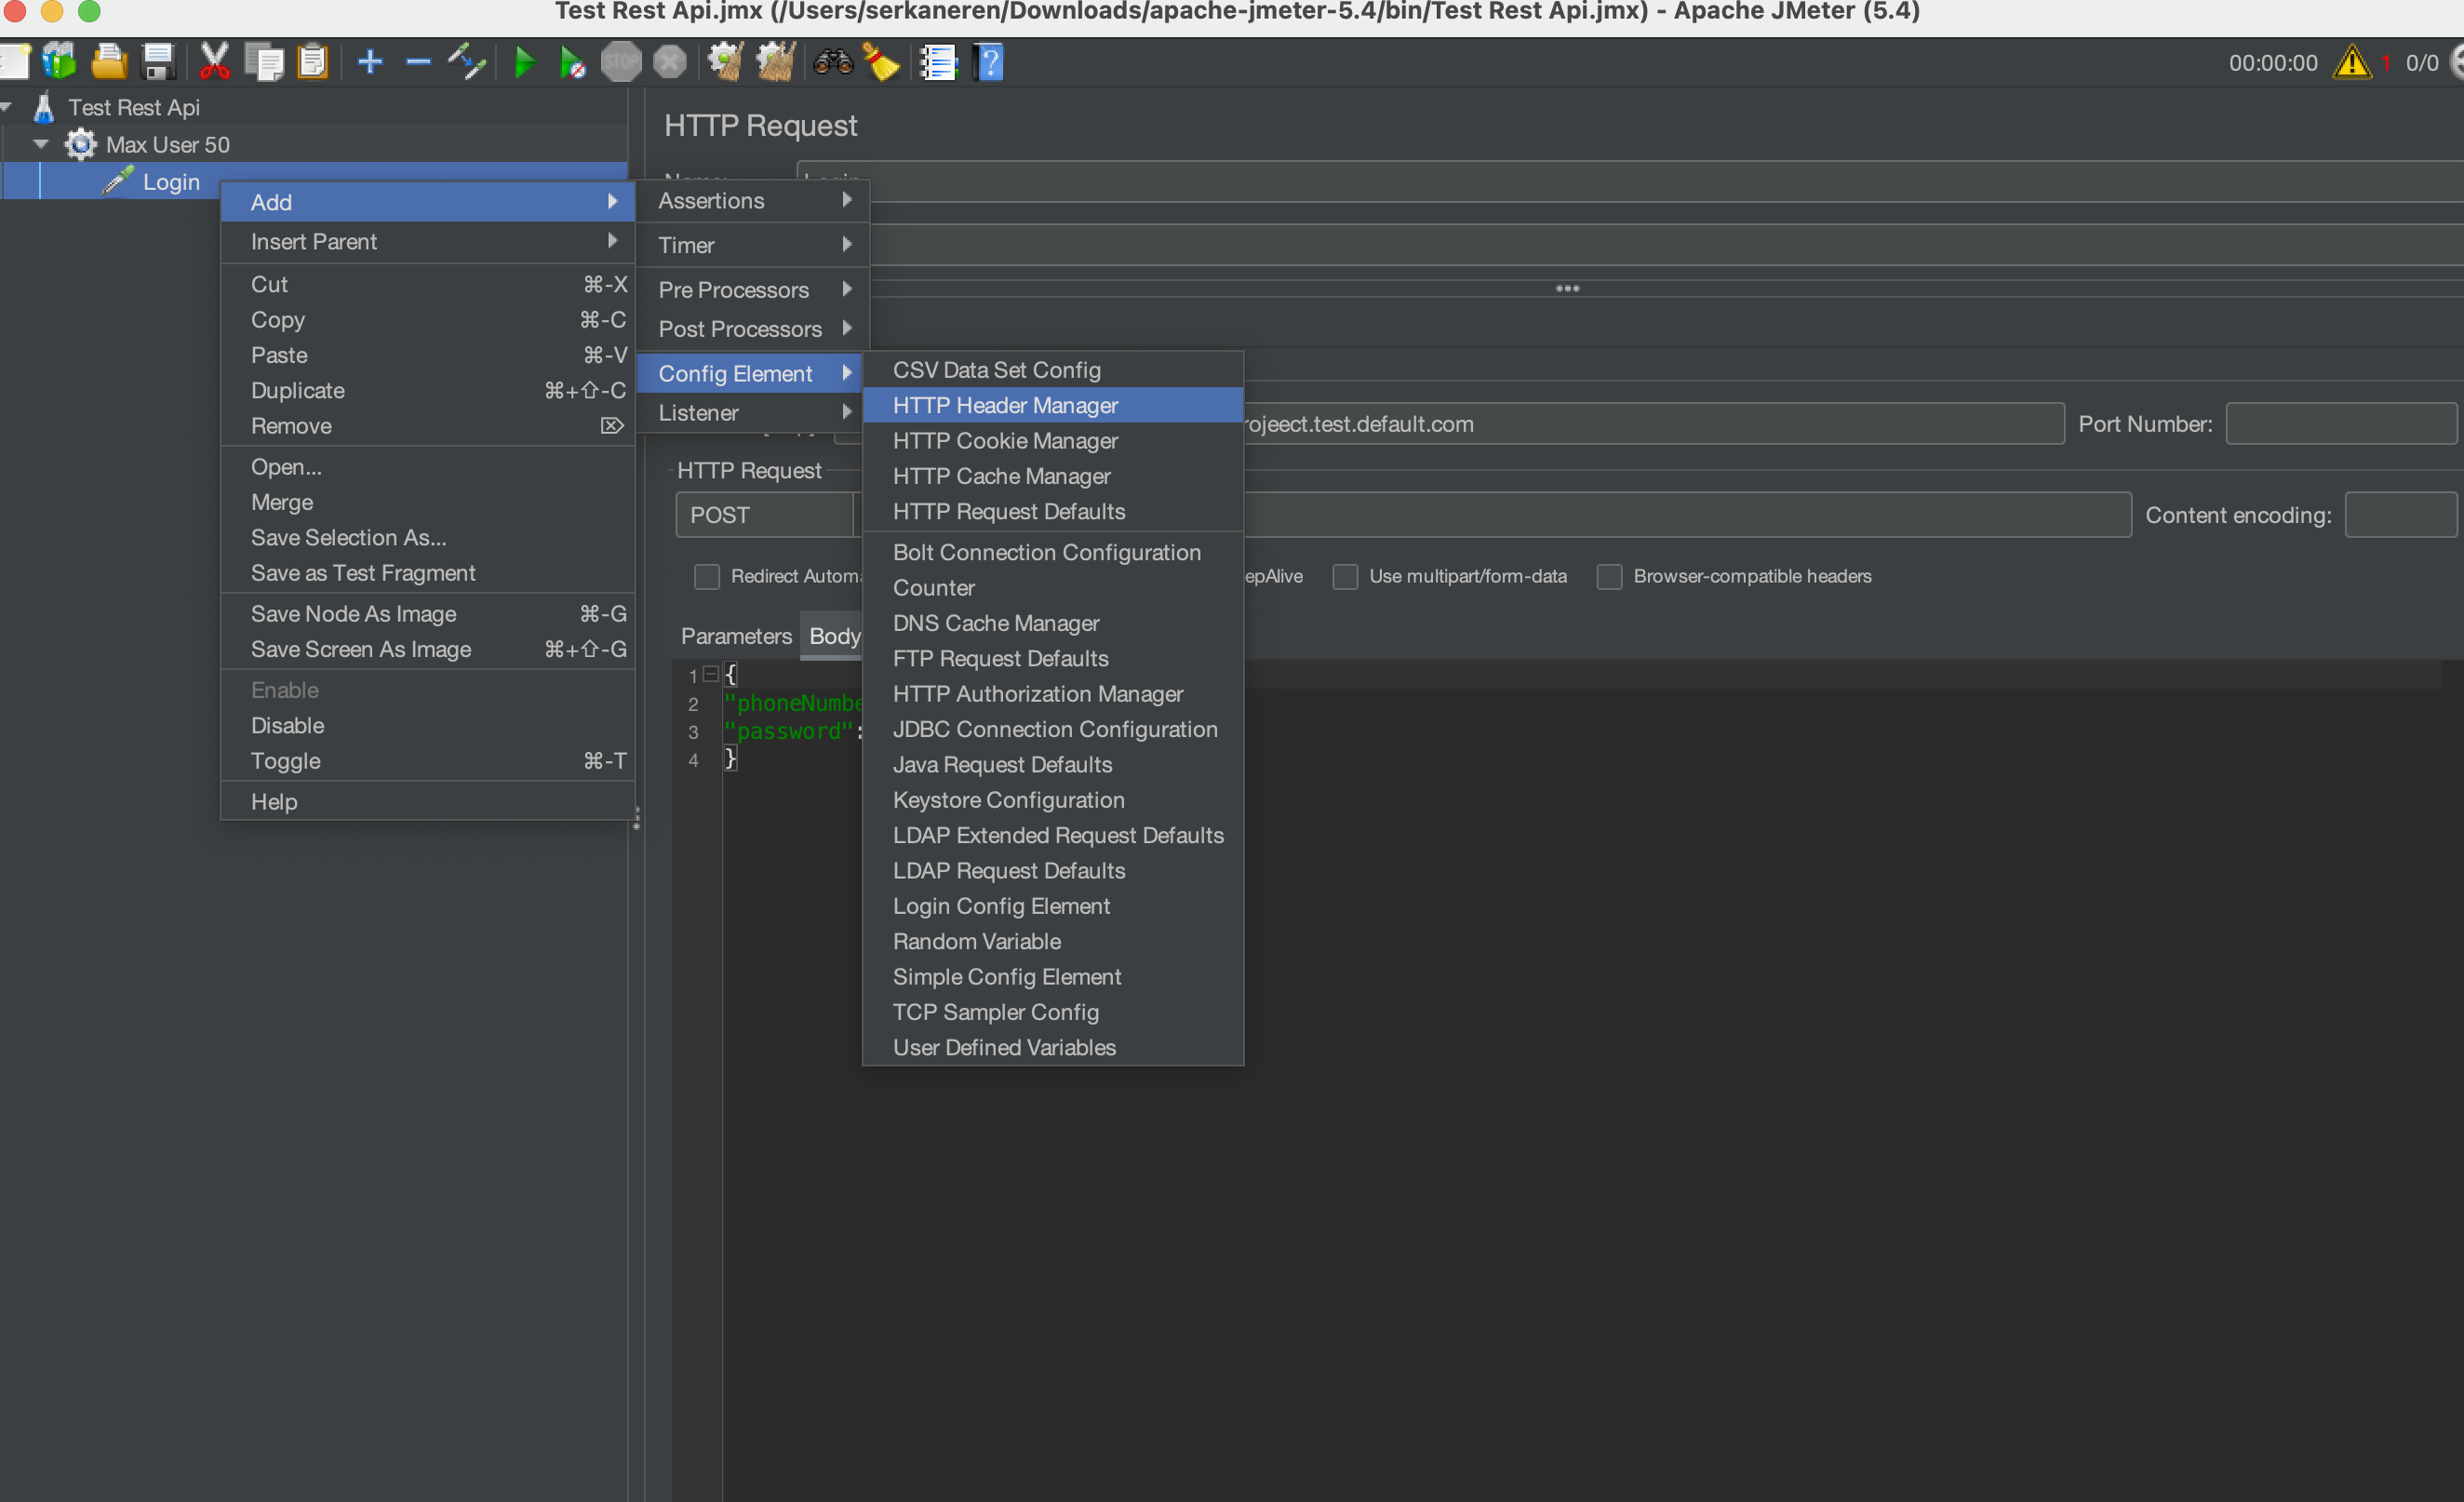 Test Rest Api.jmx (/Users/serkaneren/Downloads/apache-jmeter-5.4/bin/Test Rest Api.jmx) - Apache JMeter (5.4)
STOP
?
00:00:00
1
0/0
Test Rest Api
Max User 50
Login
HTTP Request
Add
Insert Parent
Cut ⌘-X
Copy ⌘-C
Paste ⌘-V
Duplicate ⌘+⇧-C
Remove ⌦
Open...
Merge
Save Selection As...
Save as Test Fragment
Save Node As Image ⌘-G
Save Screen As Image ⌘+⇧-G
Enable
Disable
Toggle ⌘-T
Help
Assertions
Timer
Pre Processors
Post Processors
Config Element
Listener
CSV Data Set Config
HTTP Header Manager
HTTP Cookie Manager
HTTP Cache Manager
HTTP Request Defaults
Bolt Connection Configuration
Counter
DNS Cache Manager
FTP Request Defaults
HTTP Authorization Manager
JDBC Connection Configuration
Java Request Defaults
Keystore Configuration
LDAP Extended Request Defaults
LDAP Request Defaults
Login Config Element
Random Variable
Simple Config Element
TCP Sampler Config
User Defined Variables
rojeect.test.default.com
Port Number:
HTTP Request
POST
Content encoding:
Redirect Automa
epAlive
Use multipart/form-data
Browser-compatible headers
Parameters
Body
1 {
2 "phoneNumbe
3 "password":
4 }